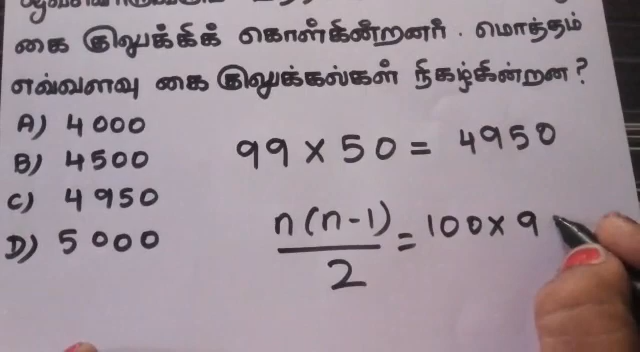 கை குலுக்கிக் கொள்கின்றனர். மொத்தம்
எவ்வளவு கை குலுக்கல்கள் நிகழ்கின்றன?
A) 4000
B) 4500
C) 4950
D) 5000
99 × 50 = 4950
n(n-1)/2 = 100 × 9